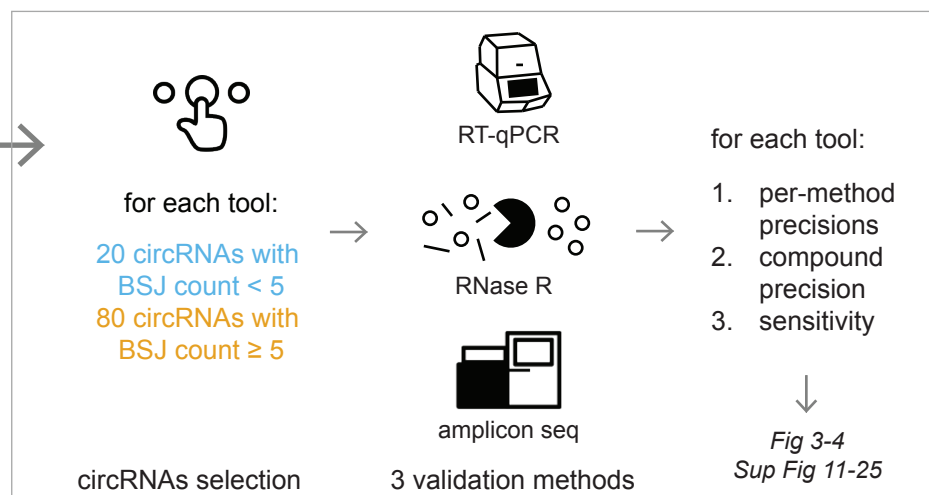 for each tool:
20 circRNAs with
BSJ count < 5
80 circRNAs with
BSJ count ≥ 5
circRNAs selection
RT-qPCR
RNase R
amplicon seq
3 validation methods
for each tool:
1. per-method
precisions
2. compound
precision
3. sensitivity
Fig 3-4
Sup Fig 11-25